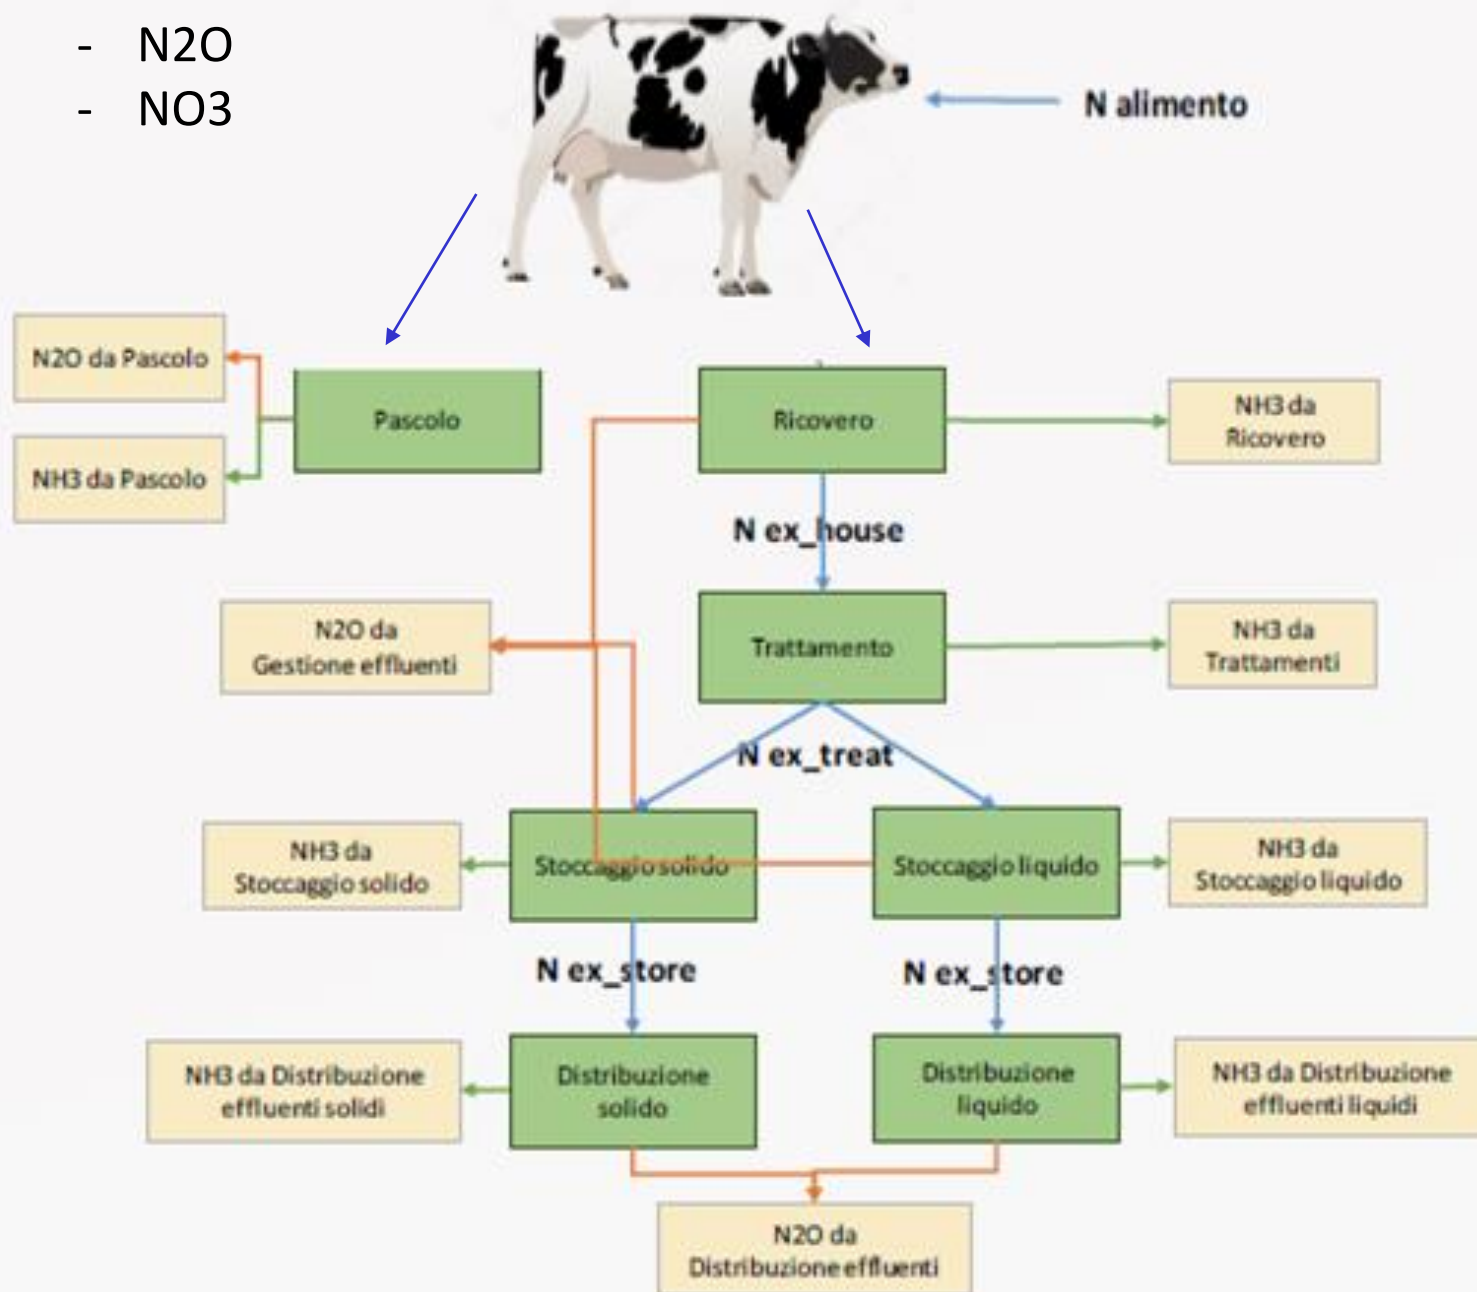 - N2O
- NO3
N alimento
N2O da Pascolo
NH3 da Pascolo
Pascolo
Ricovero
NH3 da
Ricovero
N ex_house
N2O da
Gestione effluenti
Trattamento
NH3 da
Trattamenti
N ex_treat
NH3 da
Stoccaggio solido
Stoccaggio solido
Stoccaggio liquido
NH3 da
Stoccaggio liquido
N ex_store
N ex_store
NH3 da Distribuzione
effluenti solidi
Distribuzione
solido
Distribuzione
liquido
NH3 da Distribuzione
effluenti liquidi
N2O da
Distribuzione effluenti